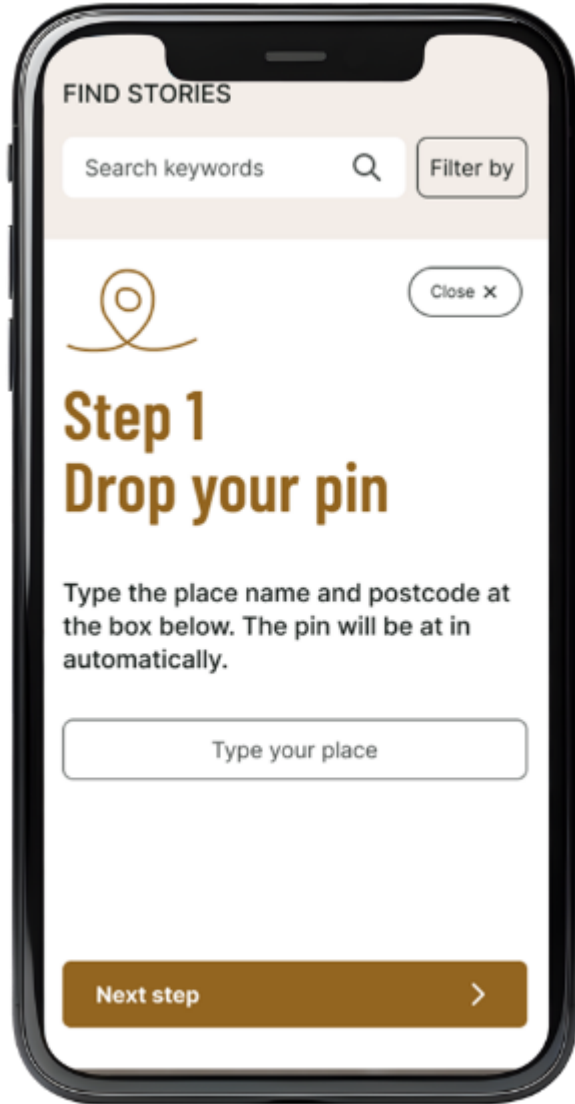 FIND STORIES
Search keywords
Filter by
Close ×
Step 1
Drop your pin
Type the place name and postcode at
the box below. The pin will be at in
automatically.
Type your place
Next step